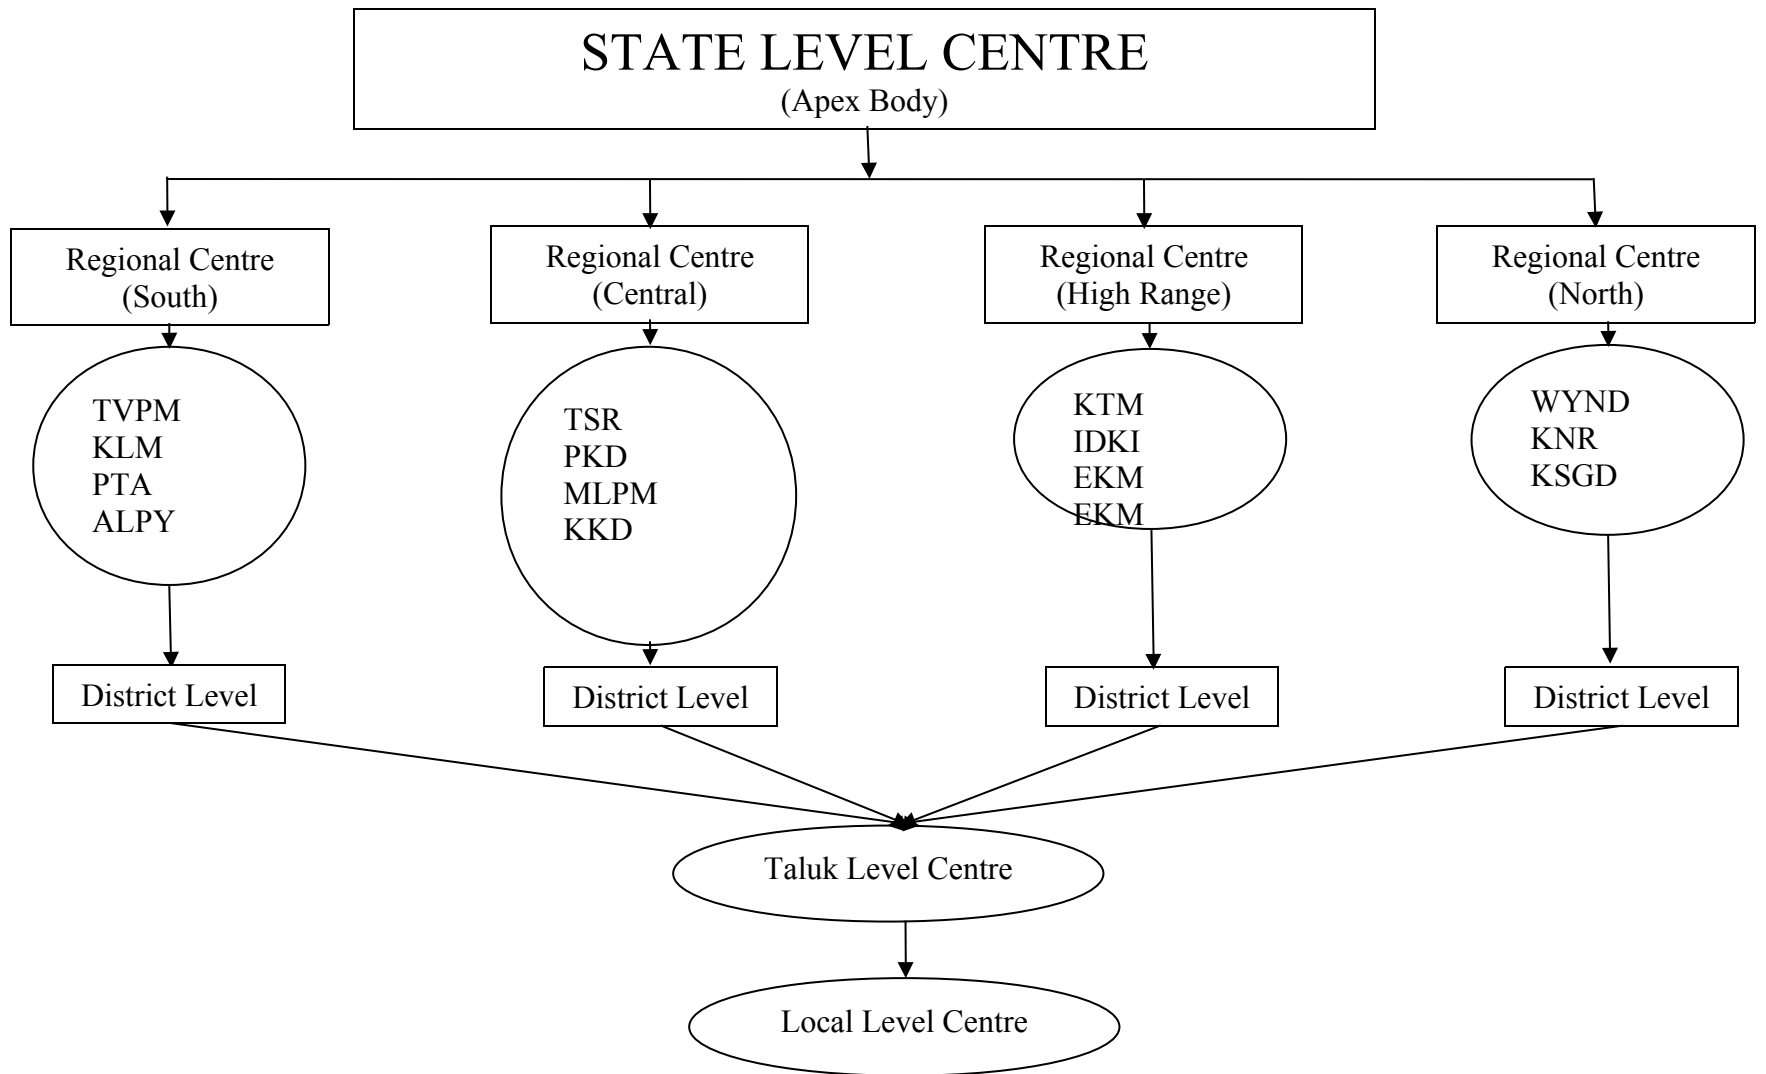 STATE LEVEL CENTRE
(Apex Body)
Regional Centre
(South)
Regional Centre
(Central)
Regional Centre
(High Range)
Regional Centre
(North)
TVPM
KLM
PTA
ALPY
TSR
PKD
MLPM
KKD
KTM
IDKI
EKM
EKM
WYND
KNR
KSGD
District Level
District Level
District Level
District Level
Taluk Level Centre
Local Level Centre